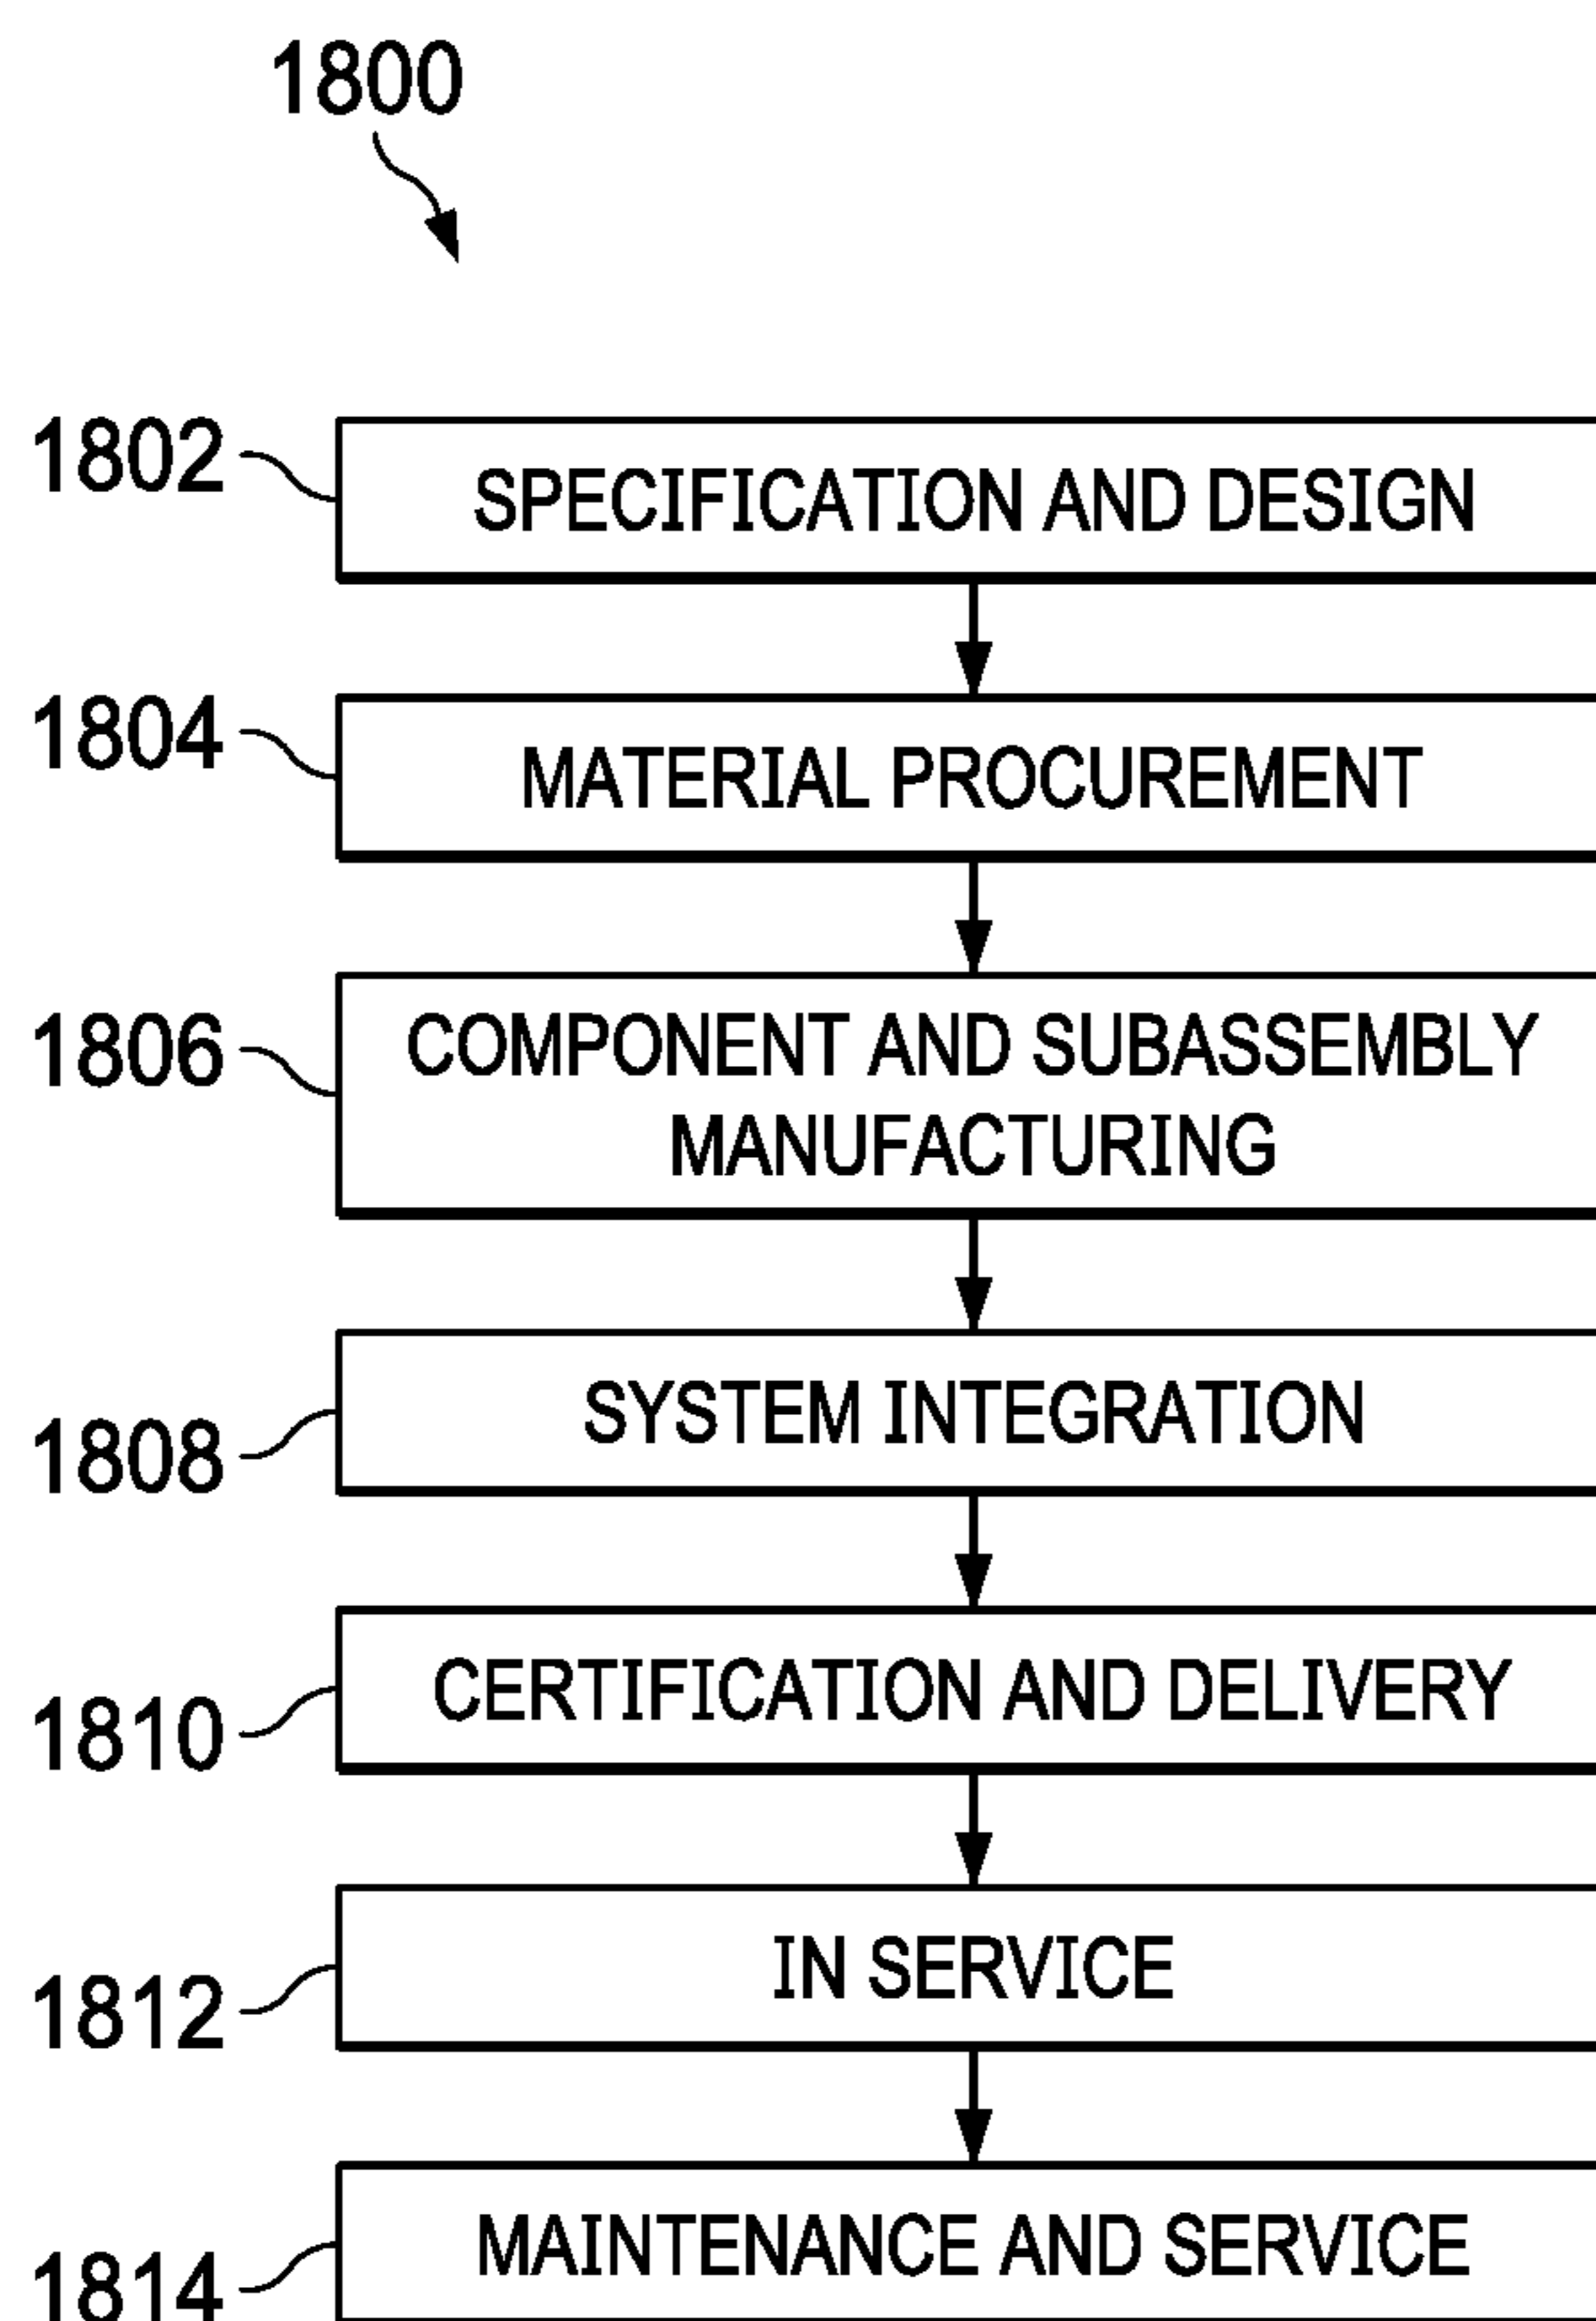 1800
1802
SPECIFICATION AND DESIGN
1804
MATERIAL PROCUREMENT
1806
COMPONENT AND SUBASSEMBLY
MANUFACTURING
1808
SYSTEM INTEGRATION
1810
CERTIFICATION AND DELIVERY
1812
IN SERVICE
1814
MAINTENANCE AND SERVICE